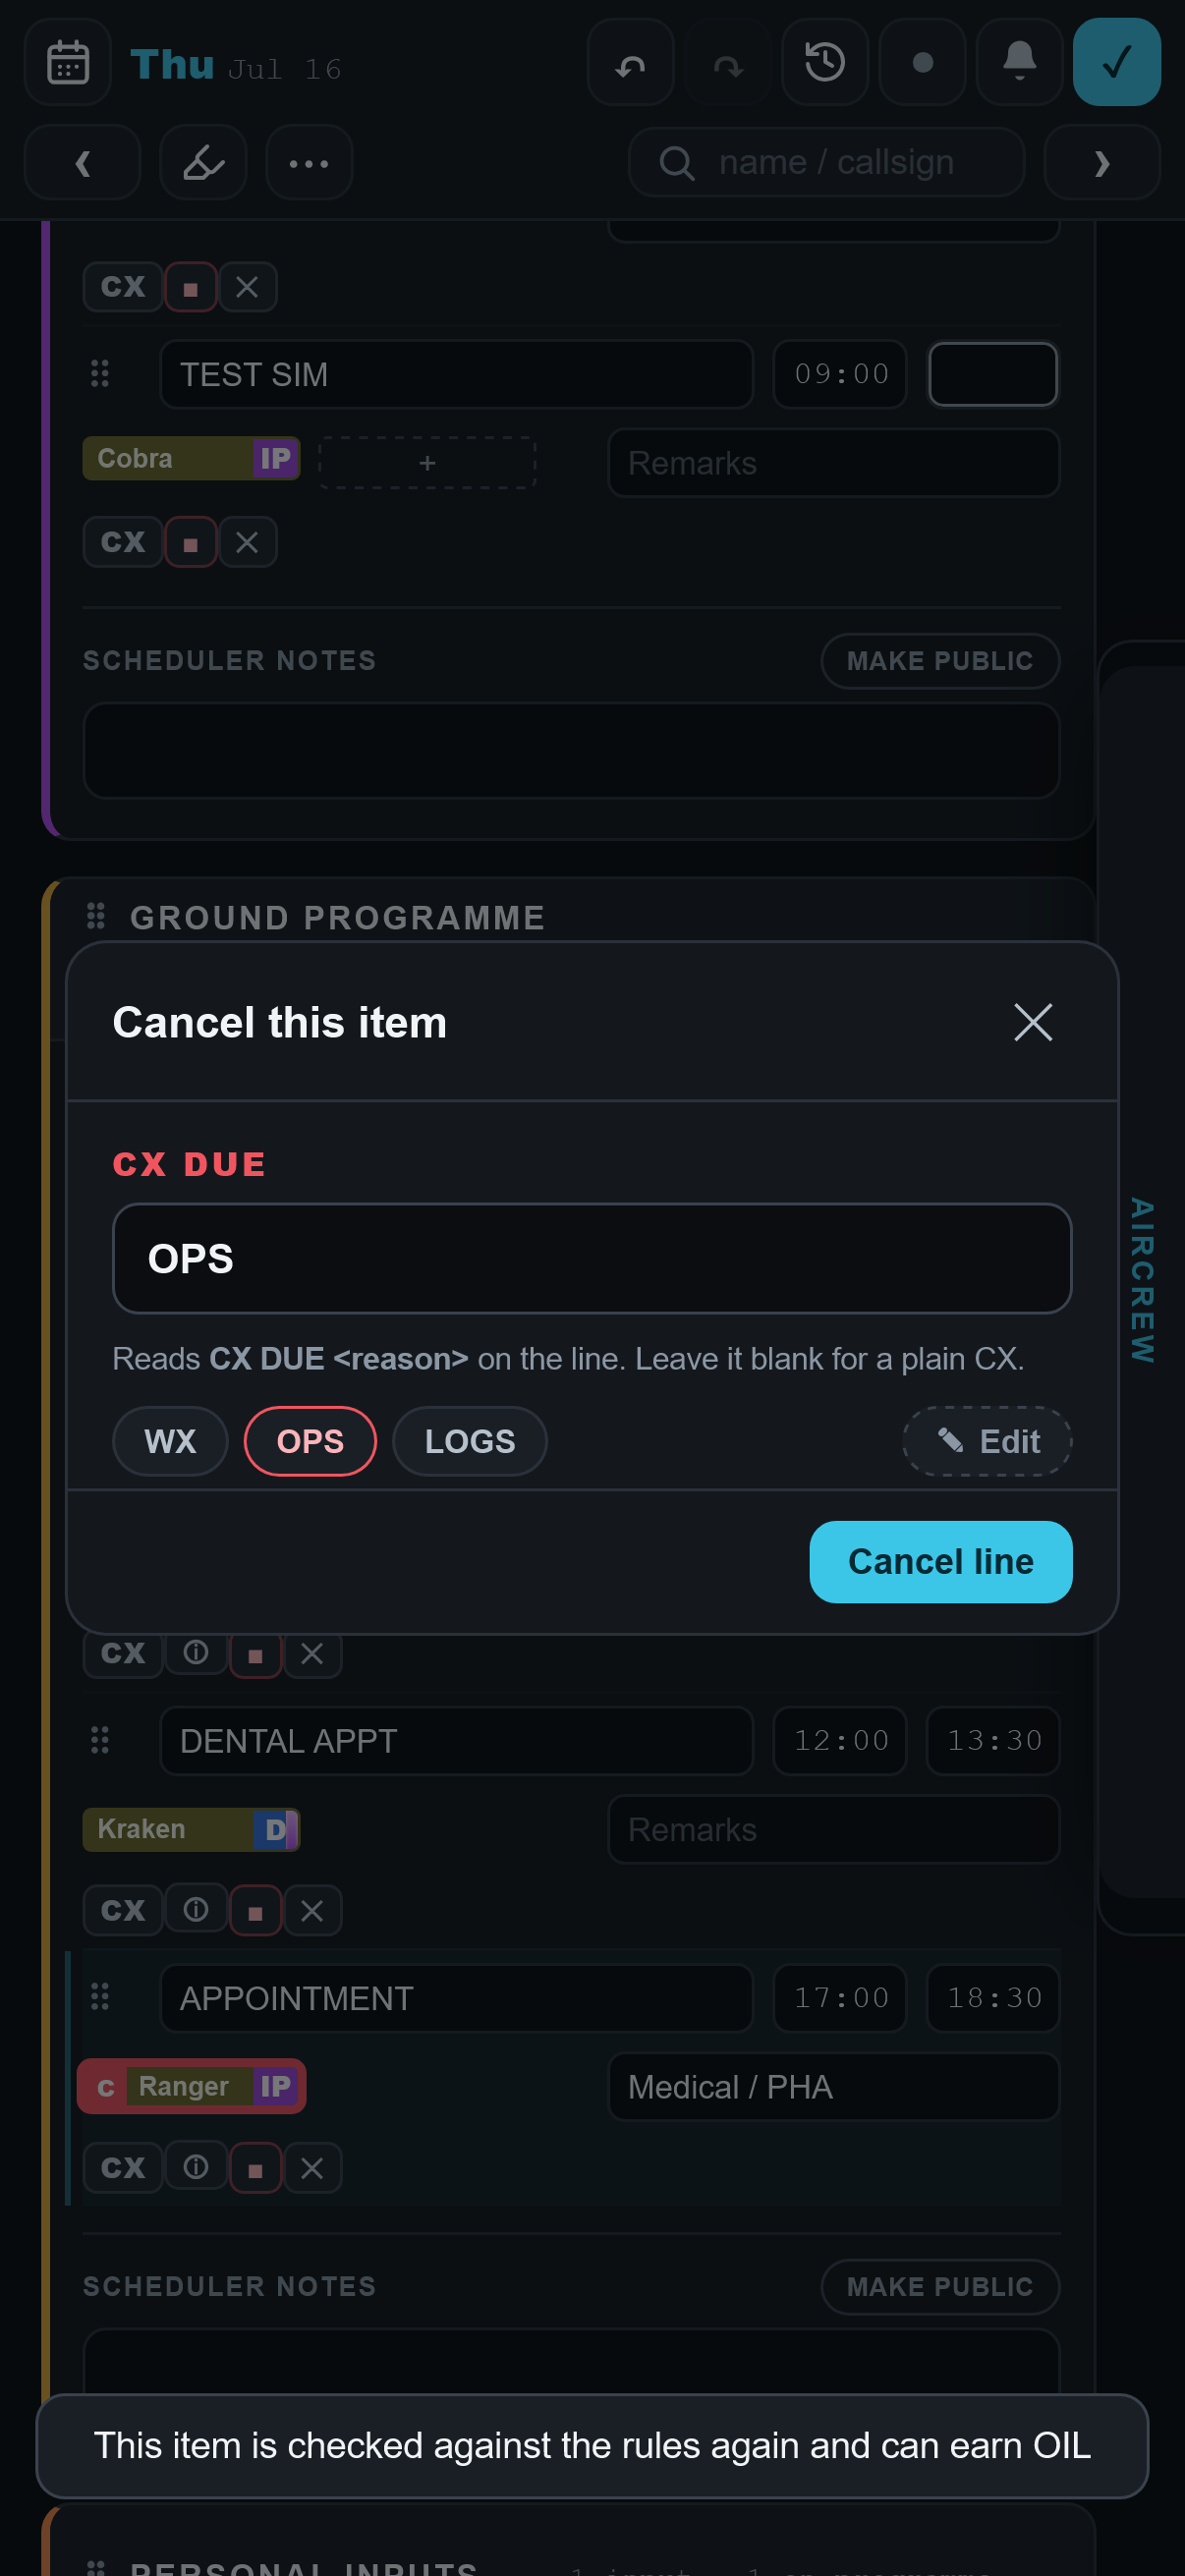 Thu Jul 16
name / callsign
CX
TEST SIM 09:00
Cobra IP + Remarks
CX
SCHEDULER NOTES MAKE PUBLIC
GROUND PROGRAMME
Cancel this item
CX DUE
OPS
Reads CX DUE <reason> on the line. Leave it blank for a plain CX.
WX OPS LOGS Edit
Cancel line
AIRCREW
CX
DENTAL APPT 12:00 13:30
Kraken D Remarks
CX
APPOINTMENT 17:00 18:30
C Ranger IP Medical / PHA
CX
SCHEDULER NOTES MAKE PUBLIC
This item is checked against the rules again and can earn OIL
PERSONAL INPUTS